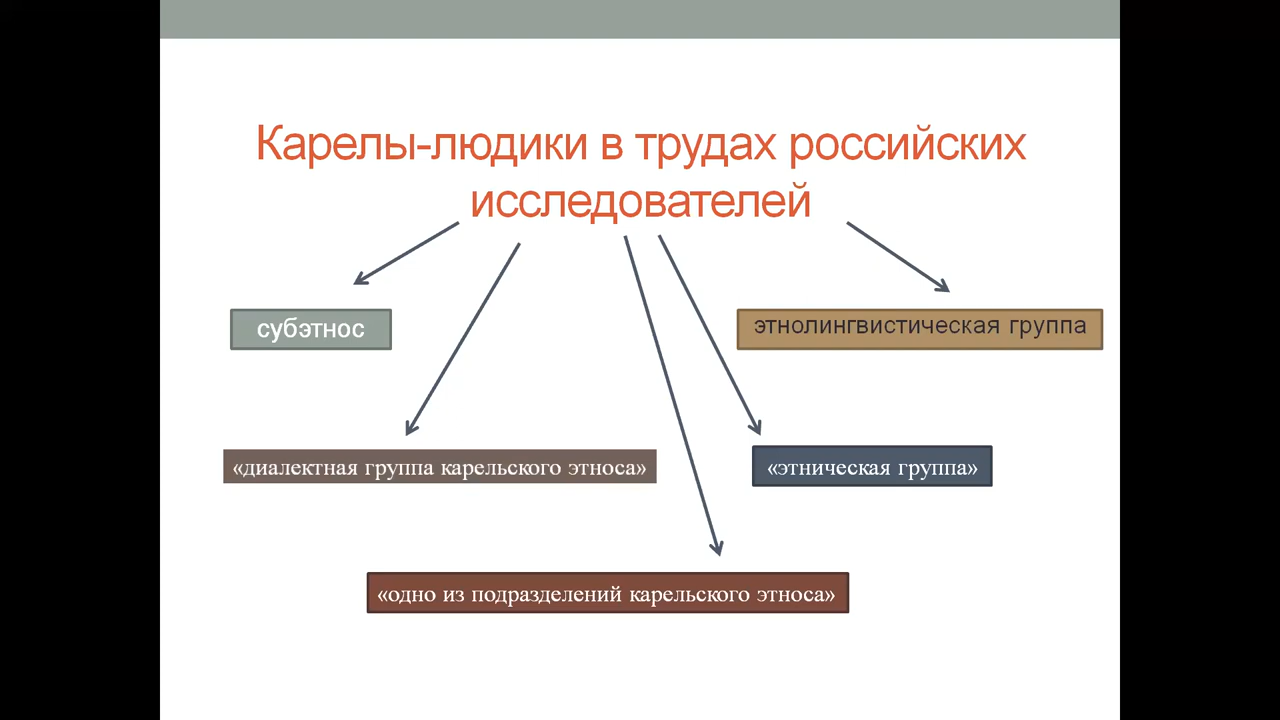 Карелы-людики в трудах российских
исследователей
субэтнос
этнолингвистическая группа
«диалектная группа карельского этноса»
«этническая группа»
«одно из подразделений карельского этноса»